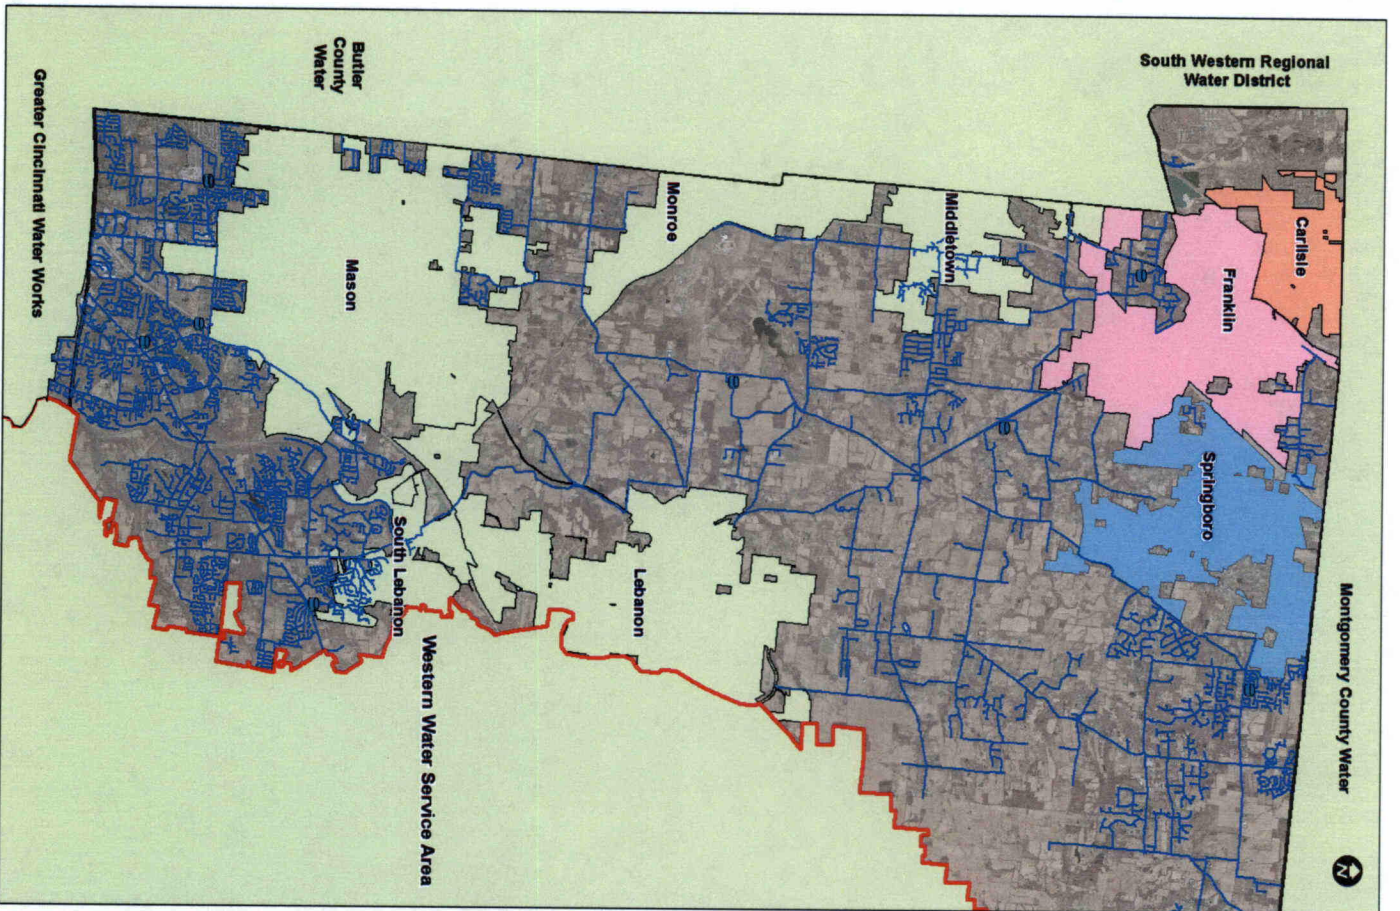 South Western Regional
Water District
Butler
County
Water
Greater Cincinnati Water Works
Carlisle
Franklin
Springboro
Montgomery County Water
Middletown
Monroe
Mason
Lebanon
South Lebanon
Western Water Service Area
N